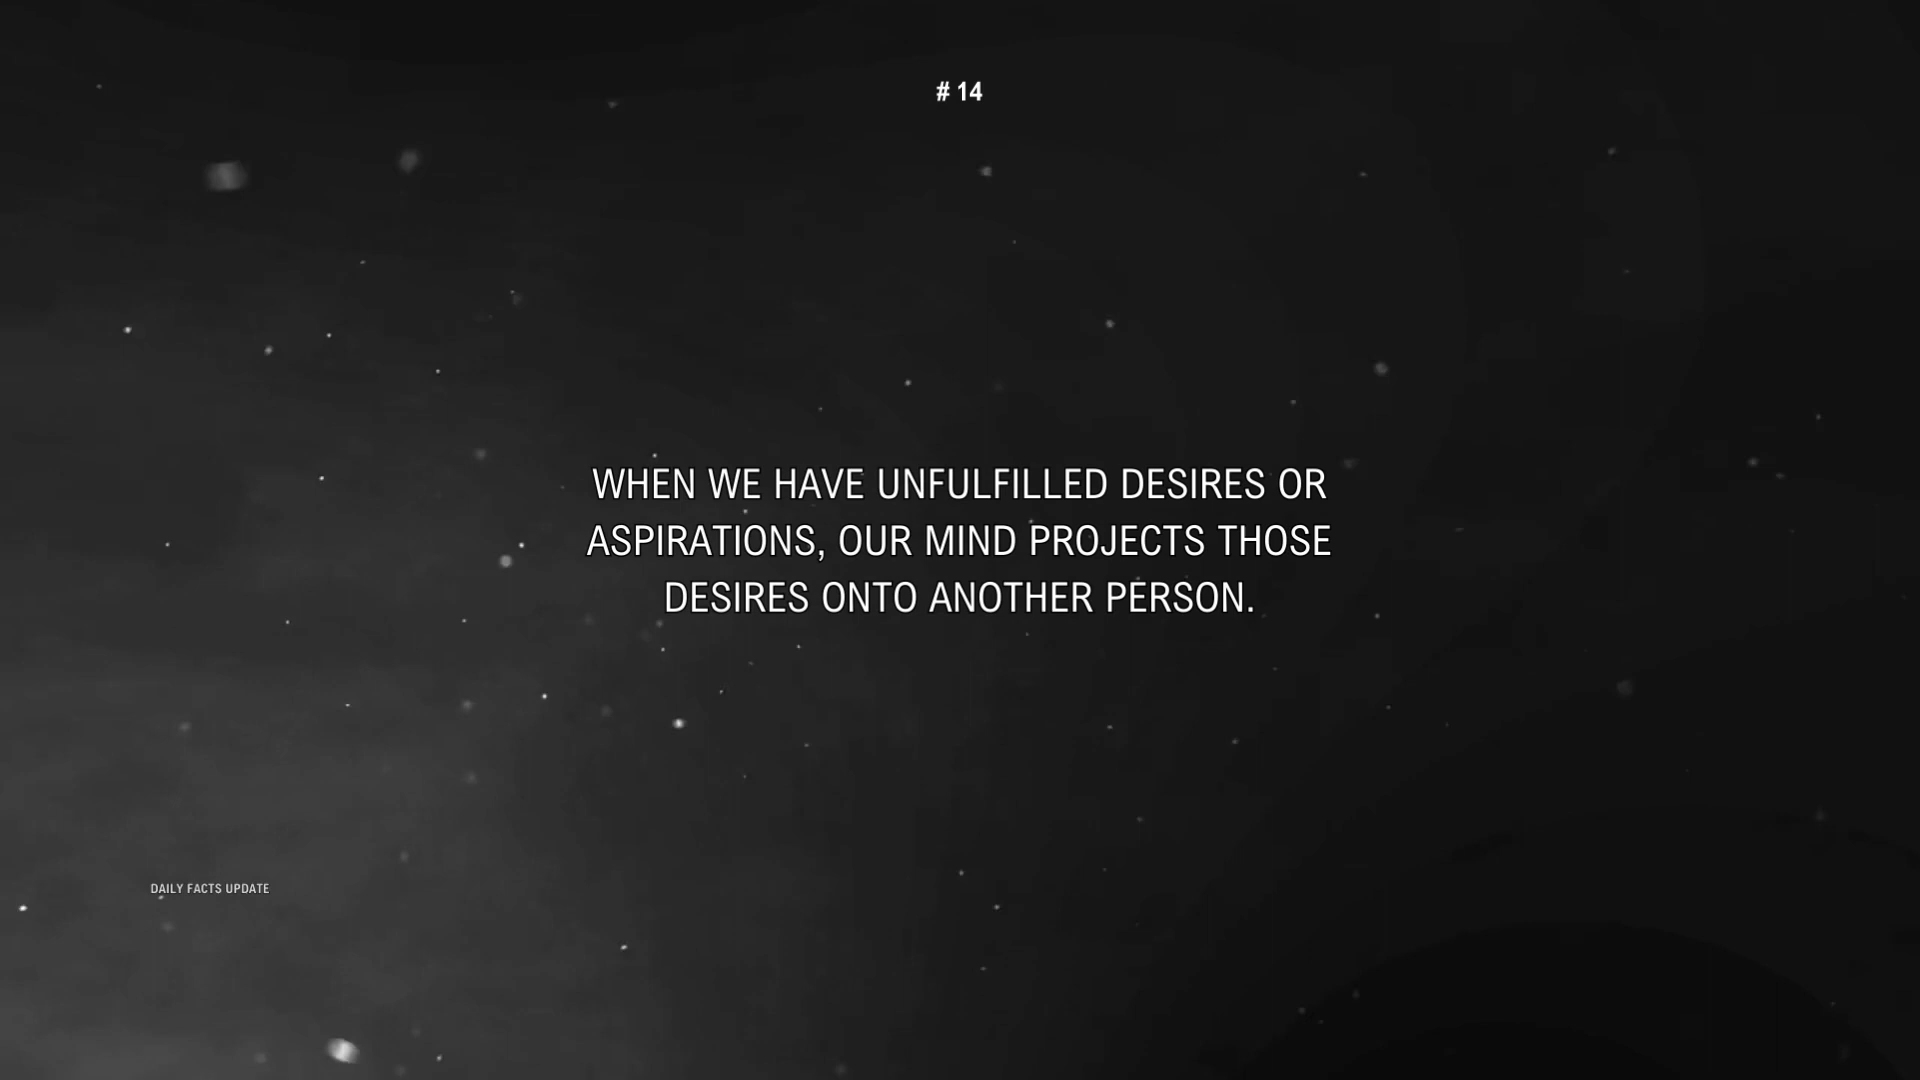 # 14
WHEN WE HAVE UNFULFILLED DESIRES OR
ASPIRATIONS, OUR MIND PROJECTS THOSE
DESIRES ONTO ANOTHER PERSON.
DAILY FACTS UPDATE